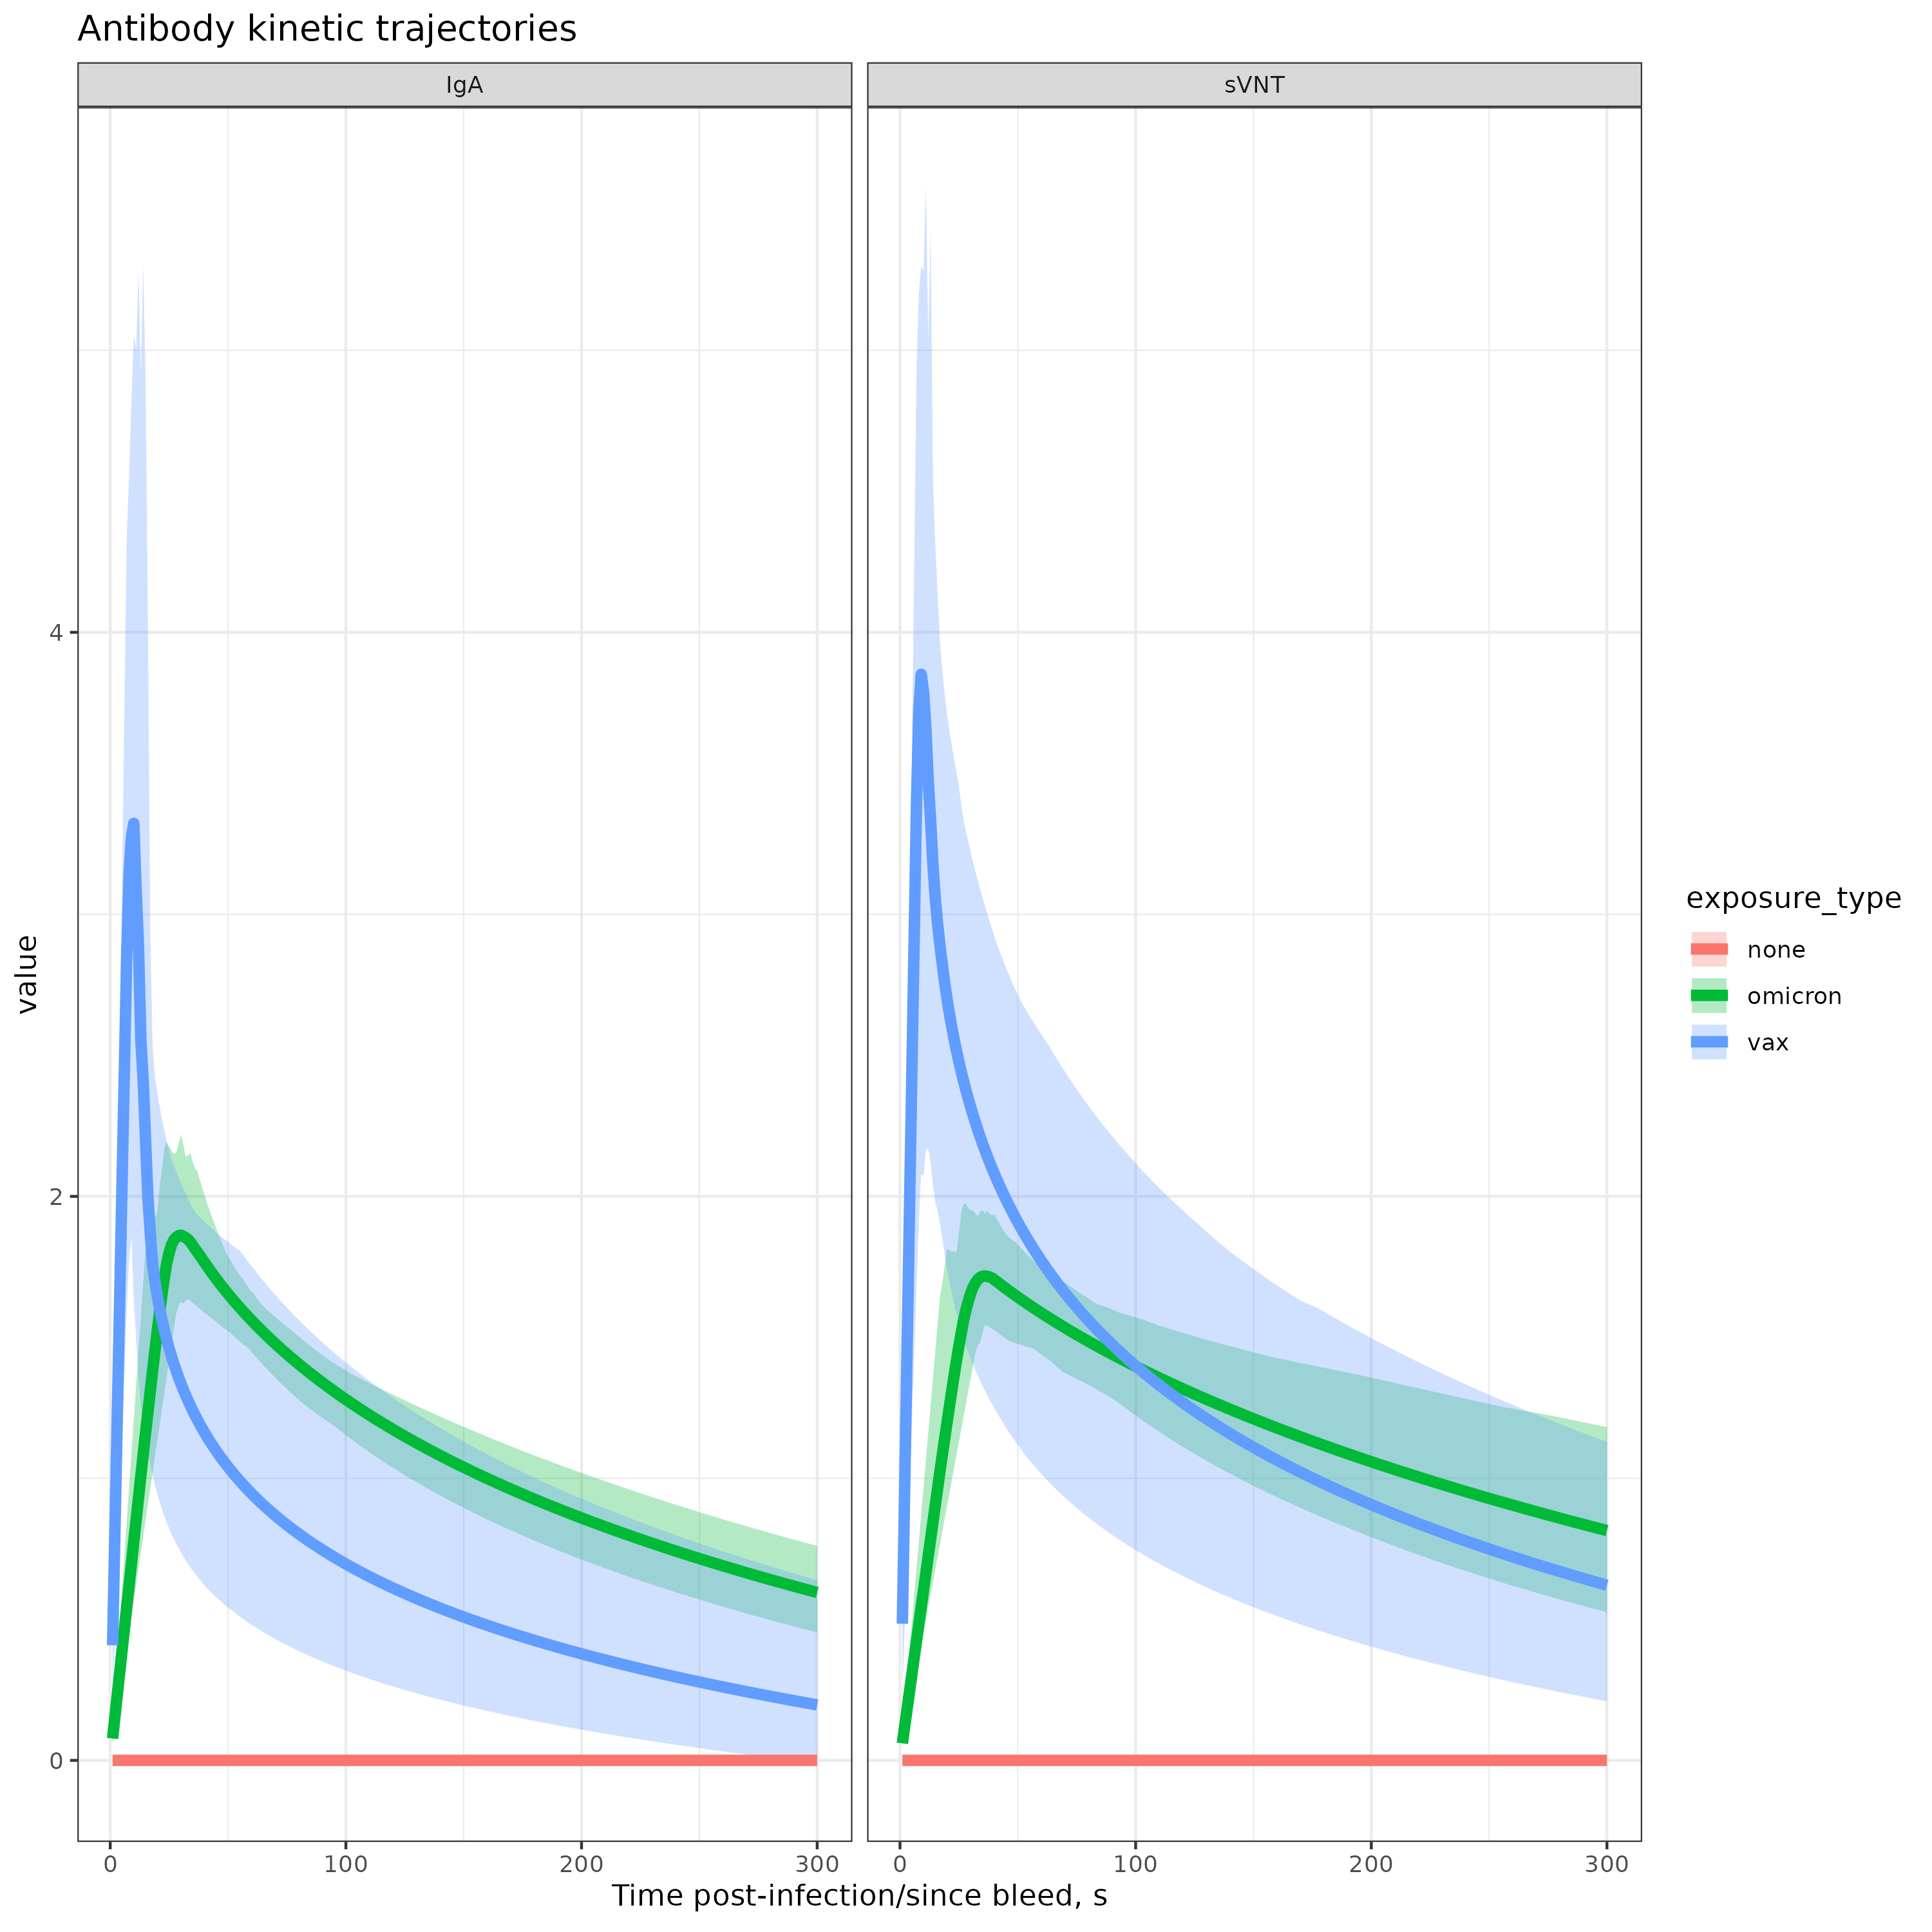 Antibody kinetic trajectories
IgA
sVNT
value
4
2
0
0
100
200
300
0
100
200
300
Time post-infection/since bleed, s
exposure_type
none
omicron
vax